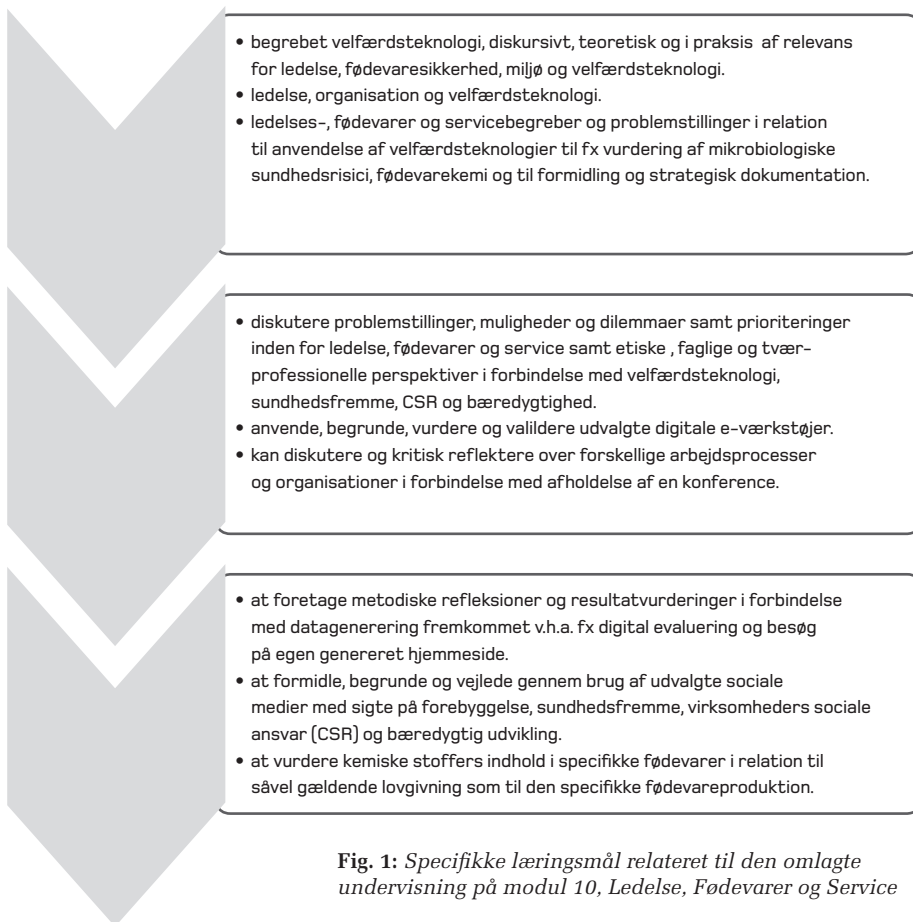 • begrebet velfærdsteknologi, diskursivt, teoretisk og i praksis af relevans
for ledelse, fødevaresikkerhed, miljø og velfærdsteknologi.
• ledelse, organisation og velfærdsteknologi.
• ledelses-, fødevarer og servicebegreber og problemstillinger i relation
til anvendelse af velfærdsteknologier til fx vurdering af mikrobiologiske
sundhedsrisici, fødevarekemi og til formidling og strategisk dokumentation.
• diskutere problemstillinger, muligheder og dilemmaer samt prioriteringer
inden for ledelse, fødevarer og service samt etiske , faglige og tvær-
professionelle perspektiver i forbindelse med velfærdsteknologi,
sundhedsfremme, CSR og bæredygtighed.
• anvende, begrunde, vurdere og valildere udvalgte digitale e-værkstøjer.
• kan diskutere og kritisk reflektere over forskellige arbejdsprocesser
og organisationer i forbindelse med afholdelse af en konference.
• at foretage metodiske refleksioner og resultatvurderinger i forbindelse
med datagenerering fremkommet v.h.a. fx digital evaluering og besøg
på egen genereret hjemmeside.
• at formidle, begrunde og vejlede gennem brug af udvalgte sociale
medier med sigte på forebyggelse, sundhedsfremme, virksomheders sociale
ansvar (CSR) og bæredygtig udvikling.
• at vurdere kemiske stoffers indhold i specifikke fødevarer i relation til
såvel gældende lovgivning som til den specifikke fødevareproduktion.
Fig. 1: Specifikke læringsmål relateret til den omlagte
undervisning på modul 10, Ledelse, Fødevarer og Service